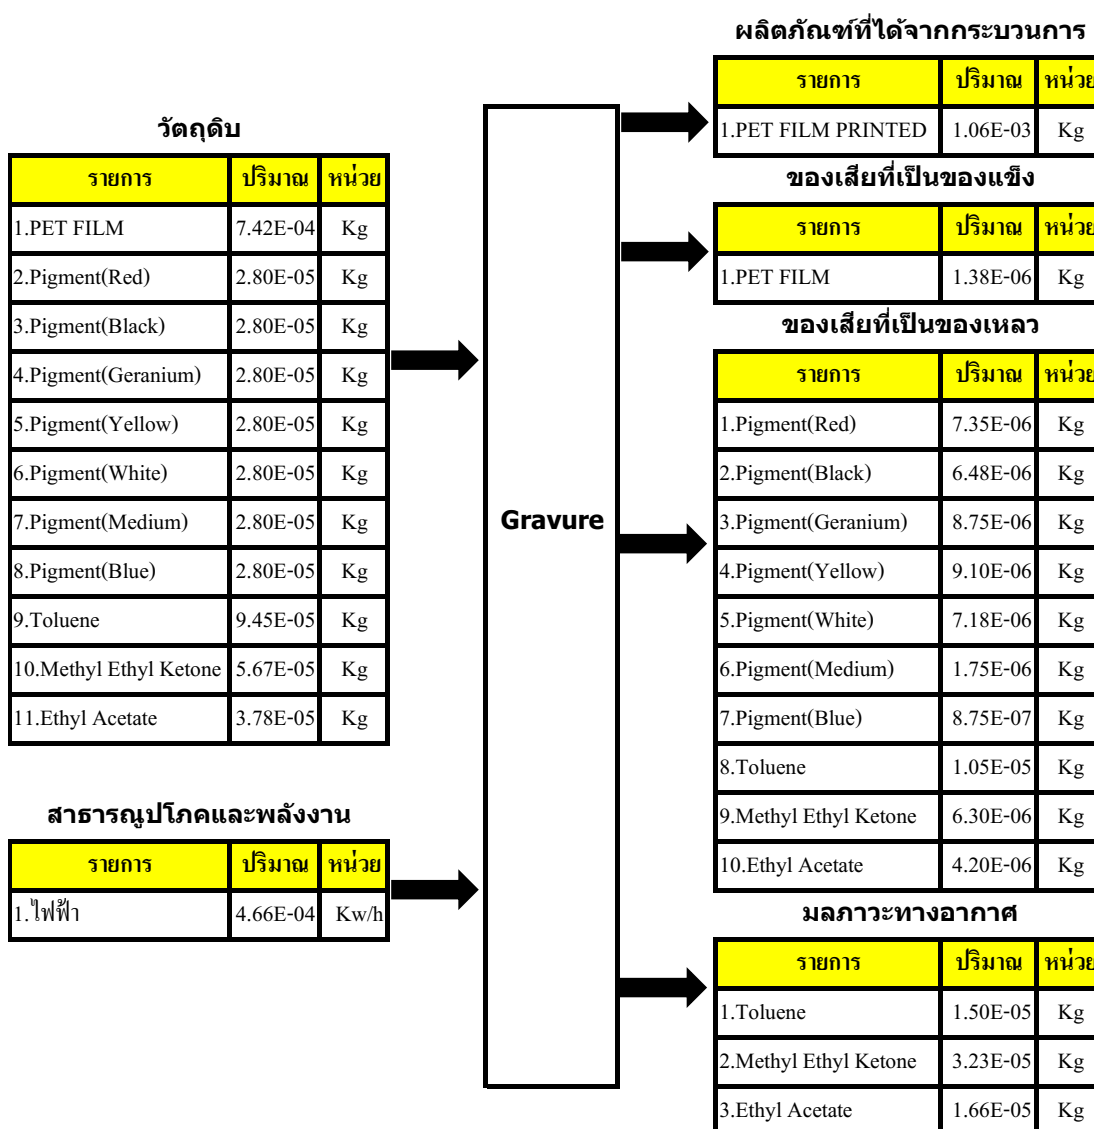 วัตถุดิบ
รายการ ปริมาณ หน่วย
1.PET FILM 7.42E-04 Kg
2.Pigment(Red) 2.80E-05 Kg
3.Pigment(Black) 2.80E-05 Kg
4.Pigment(Geranium) 2.80E-05 Kg
5.Pigment(Yellow) 2.80E-05 Kg
6.Pigment(White) 2.80E-05 Kg
7.Pigment(Medium) 2.80E-05 Kg
8.Pigment(Blue) 2.80E-05 Kg
9.Toluene 9.45E-05 Kg
10.Methyl Ethyl Ketone 5.67E-05 Kg
11.Ethyl Acetate 3.78E-05 Kg
สาธารณูปโภคและพลังงาน
รายการ ปริมาณ หน่วย
1.ไฟฟ้า 4.66E-04 Kw/h
Gravure
ผลิตภัณฑ์ที่ได้จากกระบวนการ
รายการ ปริมาณ หน่วย
1.PET FILM PRINTED 1.06E-03 Kg
ของเสียที่เป็นของแข็ง
รายการ ปริมาณ หน่วย
1.PET FILM 1.38E-06 Kg
ของเสียที่เป็นของเหลว
รายการ ปริมาณ หน่วย
1.Pigment(Red) 7.35E-06 Kg
2.Pigment(Black) 6.48E-06 Kg
3.Pigment(Geranium) 8.75E-06 Kg
4.Pigment(Yellow) 9.10E-06 Kg
5.Pigment(White) 7.18E-06 Kg
6.Pigment(Medium) 1.75E-06 Kg
7.Pigment(Blue) 8.75E-07 Kg
8.Toluene 1.05E-05 Kg
9.Methyl Ethyl Ketone 6.30E-06 Kg
10.Ethyl Acetate 4.20E-06 Kg
มลภาวะทางอากาศ
รายการ ปริมาณ หน่วย
1.Toluene 1.50E-05 Kg
2.Methyl Ethyl Ketone 3.23E-05 Kg
3.Ethyl Acetate 1.66E-05 Kg